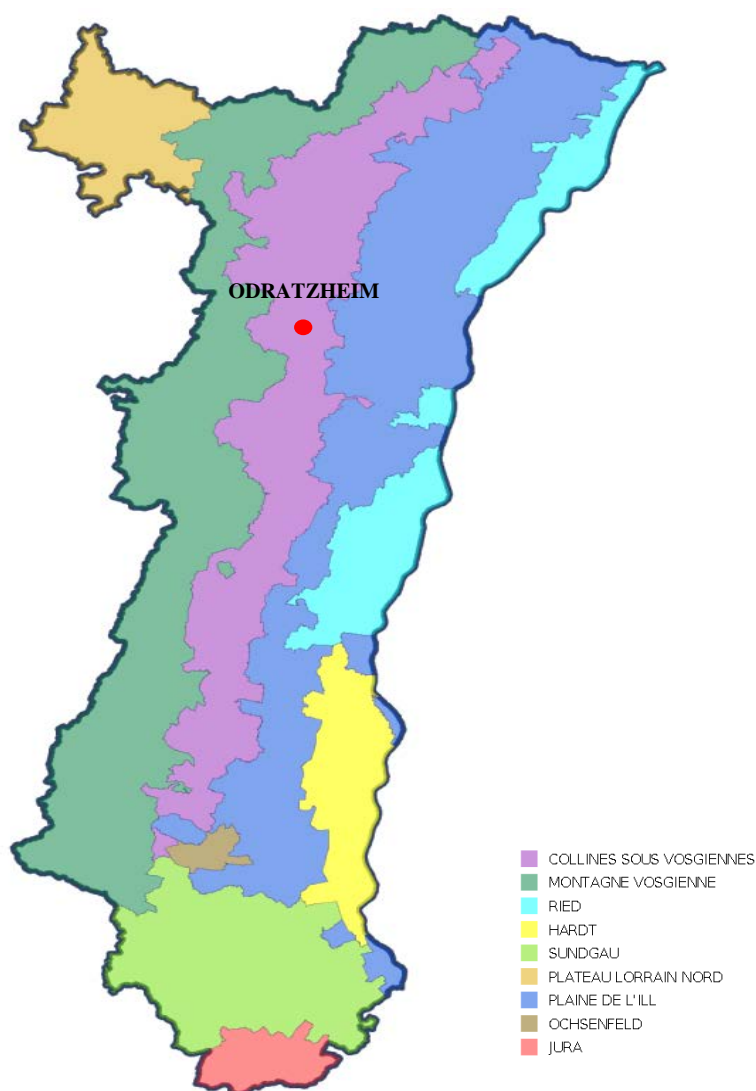 ODRATZHEIM
COLLINES SOUS VOSGIENNES
MONTAGNE VOSGIENNE
RIED
HARDT
SUNDGAU
PLATEAU LORRAIN NORD
PLAINE DE L'ILL
OCHSENFELD
JURA